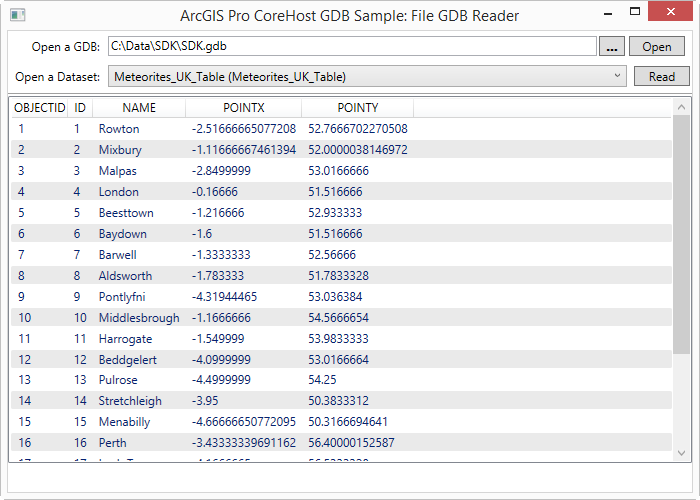 ArcGIS Pro CoreHost GDB Sample: File GDB Reader
Open a GDB: C:\Data\SDK\SDK.gdb ... Open
Open a Dataset: Meteorites_UK_Table (Meteorites_UK_Table) Read
OBJECTID ID NAME POINTX POINTY
1 1 Rowton -2.51666665077208 52.7666702270508
2 2 Mixbury -1.11666667461394 52.0000038146972
3 3 Malpas -2.8499999 53.0166666
4 4 London -0.16666 51.516666
5 5 Beesttown -1.216666 52.933333
6 6 Baydown -1.6 51.516666
7 7 Barwell -1.3333333 52.56666
8 8 Aldsworth -1.783333 51.7833328
9 9 Pontlyfni -4.31944465 53.036384
10 10 Middlesbrough -1.1666666 54.5666654
11 11 Harrogate -1.549999 53.9833333
12 12 Beddgelert -4.0999999 53.0166664
13 13 Pulrose -4.4999999 54.25
14 14 Stretchleigh -3.95 50.3833312
15 15 Menabilly -4.66666650772095 50.3166694641
16 16 Perth -3.43333339691162 56.40000152587
17 17